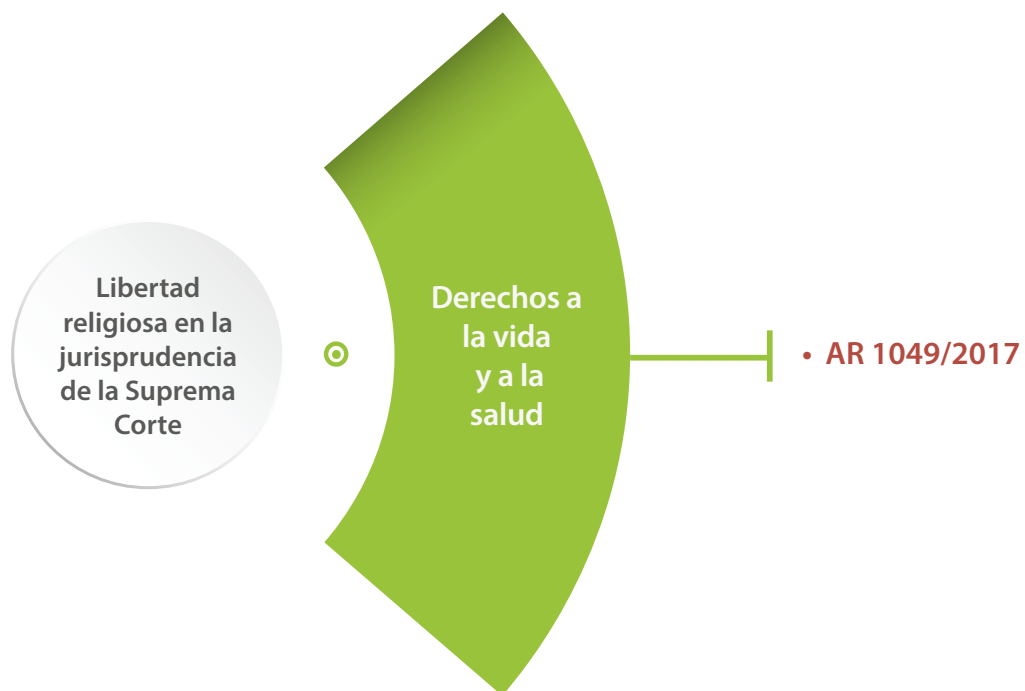 Libertad
religiosa en la
jurisprudencia
de la Suprema
Corte
Derechos a
la vida
y a la
salud
• AR 1049/2017